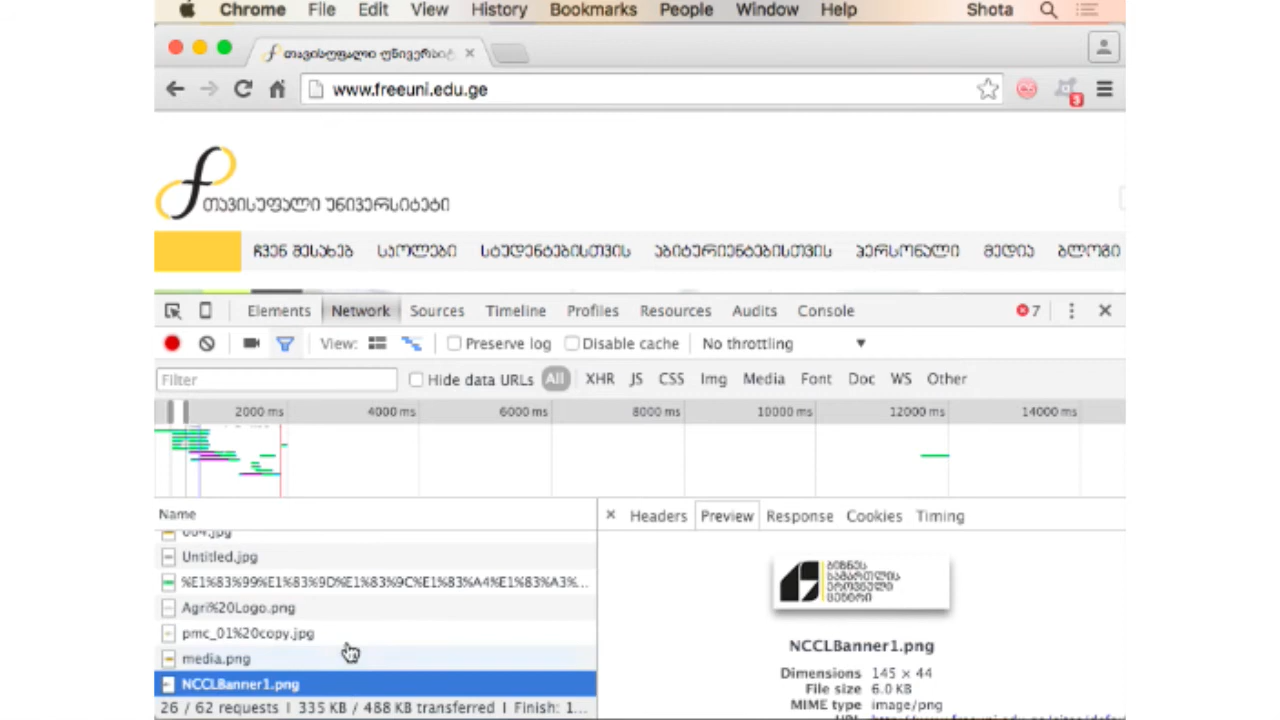 Chrome File Edit View History Bookmarks People Window Help Shota
თავისუფალი უნივერსიტ
www.freeuni.edu.ge
თავისუფალი უნივერსიტეტი
ჩვენ შესახებ სკოლები სტუდენტებისთვის აბიტურიენტებისთვის პერსონალი მედია ბლოგი
Elements Network Sources Timeline Profiles Resources Audits Console 7
View: Preserve log Disable cache No throttling
Filter Hide data URLs All XHR JS CSS Img Media Font Doc WS Other
2000 ms 4000 ms 6000 ms 8000 ms 10000 ms 12000 ms 14000 ms
Name
Headers Preview Response Cookies Timing
Untitled.jpg
%E1%83%99%E1%83%9D%E1%83%9C%E1%83%A4%E1%83%A3%...
Agri%20Logo.png
pmc_01%20copy.jpg
media.png
NCCLBanner1.png
26 / 62 requests | 335 KB / 488 KB transferred | Finish: 1...
ბიზნეს
სამართლის
ეროვნული
ცენტრი
NCCLBanner1.png
Dimensions 145 × 44
File size 6.0 KB
MIME type image/png